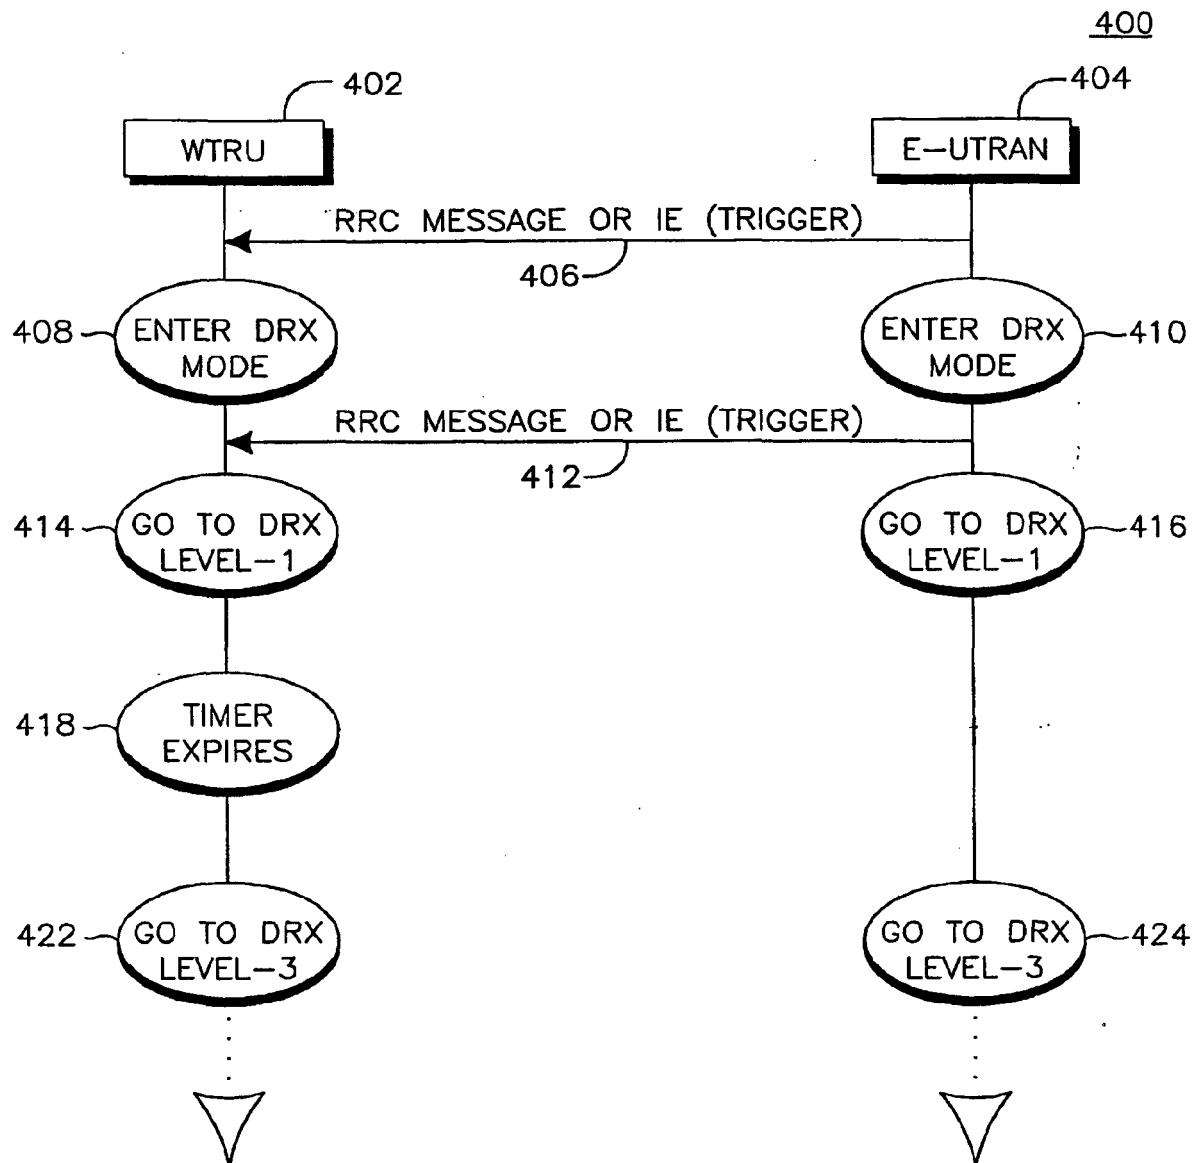 400
402
404
WTRU
E-UTRAN
RRC MESSAGE OR IE (TRIGGER)
406
408
ENTER DRX
MODE
ENTER DRX
MODE
410
RRC MESSAGE OR IE (TRIGGER)
412
414
GO TO DRX
LEVEL-1
GO TO DRX
LEVEL-1
416
418
TIMER
EXPIRES
422
GO TO DRX
LEVEL-3
GO TO DRX
LEVEL-3
424